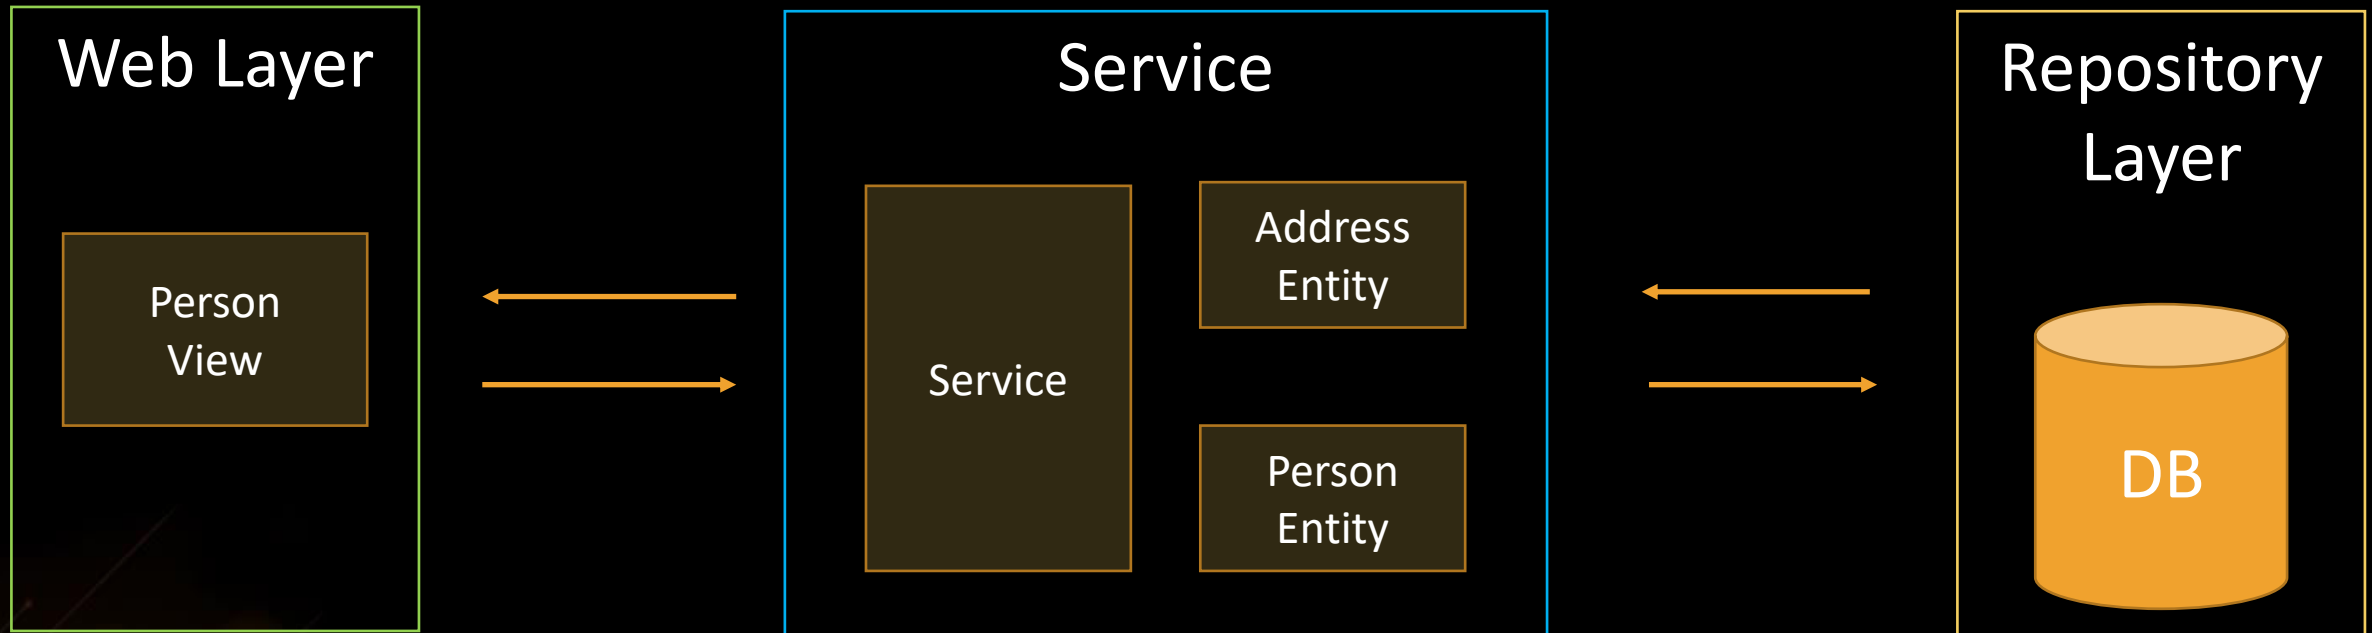 Web Layer
Person
View
Service
Service
Address
Entity
Person
Entity
Repository
Layer
DB